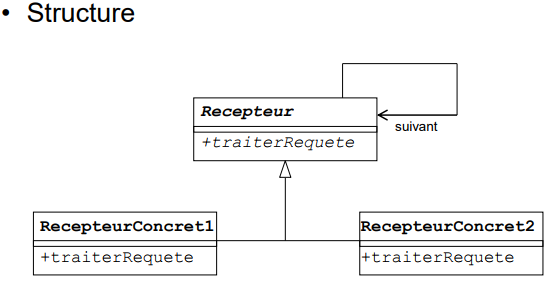 • Structure
Recepteur
+traiterRequete
suivant
RecepteurConcret1
+traiterRequete
RecepteurConcret2
+traiterRequete